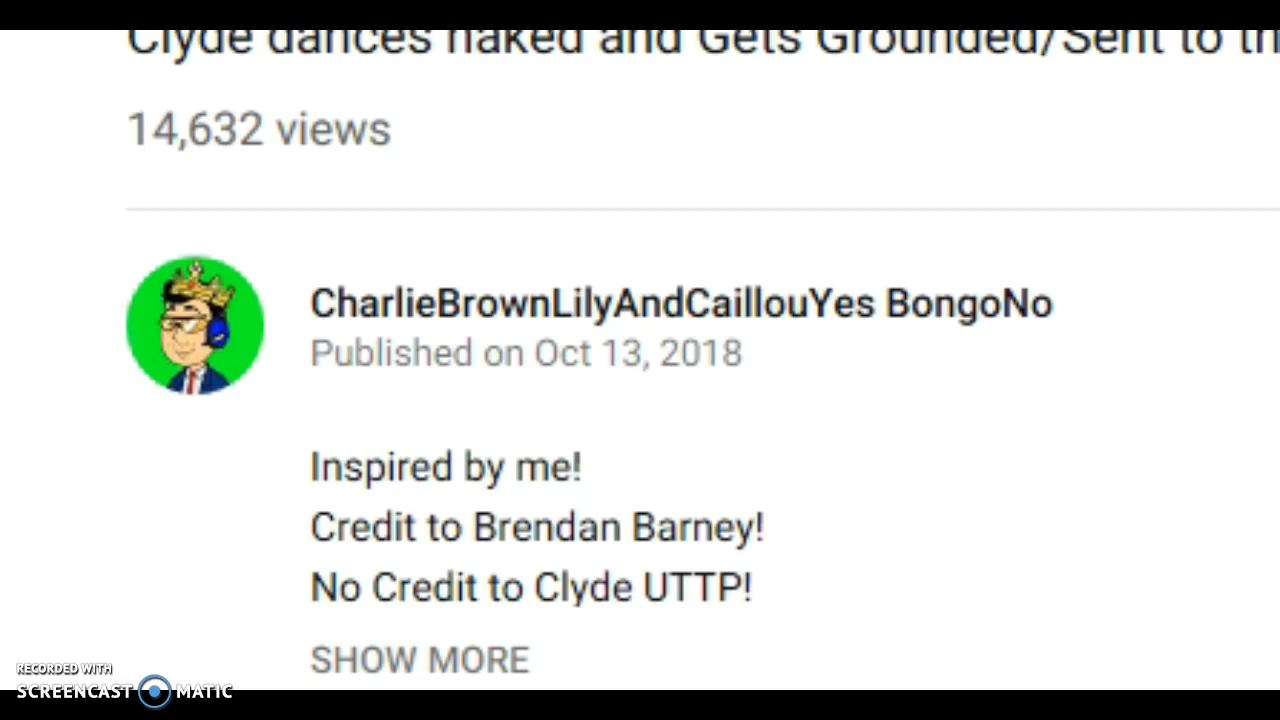 Clyde dances naked and Gets Grounded/Sent to th
14,632 views
CharlieBrownLilyAndCaillouYes BongoNo
Published on Oct 13, 2018
Inspired by me!
Credit to Brendan Barney!
No Credit to Clyde UTTP!
SHOW MORE
RECORDED WITH
SCREENCAST MATIC